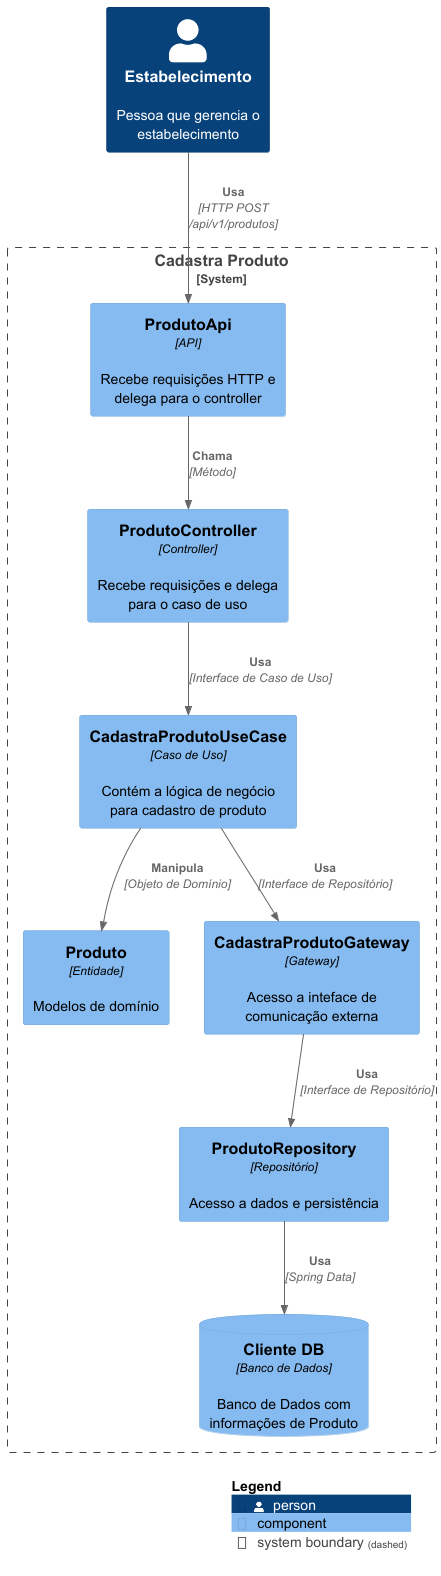 Estabelecimento
Pessoa que gerencia o
estabelecimento
Usa
[HTTP POST
/api/v1/produtos]
Cadastra Produto
[System]
ProdutoApi
[API]
Recebe requisições HTTP e
delega para o controller
Chama
[Método]
ProdutoController
[Controller]
Recebe requisições e delega
para o caso de uso
Usa
[Interface de Caso de Uso]
CadastraProdutoUseCase
[Caso de Uso]
Contém a lógica de negócio
para cadastro de produto
Manipula
[Objeto de Domínio]
Usa
[Interface de Repositório]
Produto
[Entidade]
Modelos de domínio
CadastraProdutoGateway
[Gateway]
Acesso a inteface de
comunicação externa
Usa
[Interface de Repositório]
ProdutoRepository
[Repositório]
Acesso a dados e persistência
Usa
[Spring Data]
Cliente DB
[Banco de Dados]
Banco de Dados com
informações de Produto
Legend
person
component
system boundary (dashed)